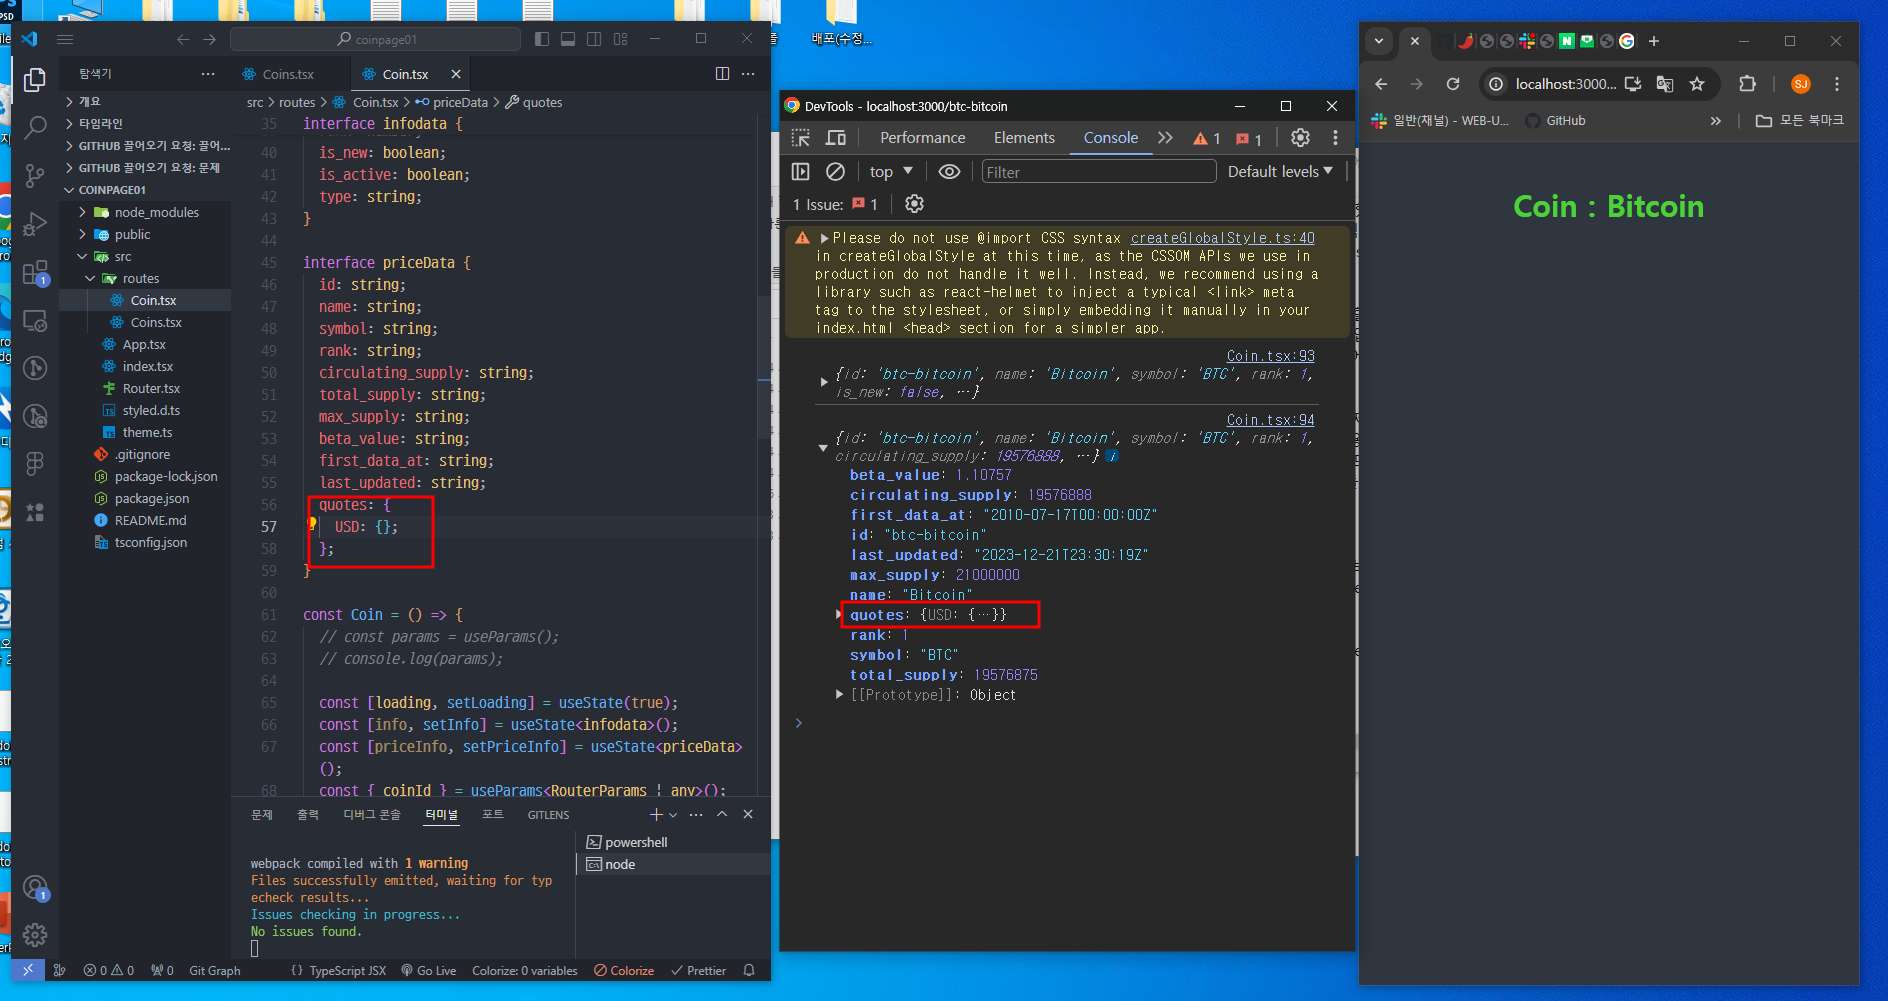 배포(수정...
coinpage01
탐색기
개요
타임라인
GITHUB 끌어오기 요청: 끌어...
GITHUB 끌어오기 요청: 문제
COINPAGE01
node_modules
public
src
routes
Coin.tsx
Coins.tsx
App.tsx
index.tsx
Router.tsx
styled.d.ts
theme.ts
.gitignore
package-lock.json
package.json
README.md
tsconfig.json
Coins.tsx
Coin.tsx
src > routes > Coin.tsx > priceData > quotes
35 interface infodata {
40 is_new: boolean;
41 is_active: boolean;
42 type: string;
43 }
44
45 interface priceData {
46 id: string;
47 name: string;
48 symbol: string;
49 rank: string;
50 circulating_supply: string;
51 total_supply: string;
52 max_supply: string;
53 beta_value: string;
54 first_data_at: string;
55 last_updated: string;
56 quotes: {
57 USD: {};
58 };
59 }
60
61 const Coin = () => {
62 // const params = useParams();
63 // console.log(params);
64
65 const [loading, setLoading] = useState(true);
66 const [info, setInfo] = useState<infodata>();
67 const [priceInfo, setPriceInfo] = useState<priceData>
();
68 const { coinId } = useParams<RouterParams | any>();
문제 출력 디버그 콘솔 터미널 포트 GITLENS
webpack compiled with 1 warning
Files successfully emitted, waiting for typ
echeck results...
Issues checking in progress...
No issues found.
powershell
node
0 0 0 Git Graph TypeScript JSX Go Live Colorize: 0 variables Colorize Prettier
DevTools - localhost:3000/btc-bitcoin
Performance Elements Console 1 1
top Filter Default levels
1 Issue: 1
Please do not use @import CSS syntax createGlobalStyle.ts:40
in createGlobalStyle at this time, as the CSSOM APIs we use in
production do not handle it well. Instead, we recommend using a
library such as react-helmet to inject a typical <link> meta
tag to the stylesheet, or simply embedding it manually in your
index.html <head> section for a simpler app.
Coin.tsx:93
{id: 'btc-bitcoin', name: 'Bitcoin', symbol: 'BTC', rank: 1,
is_new: false, …}
Coin.tsx:94
{id: 'btc-bitcoin', name: 'Bitcoin', symbol: 'BTC', rank: 1,
circulating_supply: 19576888, …}
beta_value: 1.10757
circulating_supply: 19576888
first_data_at: "2010-07-17T00:00:00Z"
id: "btc-bitcoin"
last_updated: "2023-12-21T23:30:19Z"
max_supply: 21000000
name: "Bitcoin"
quotes: {USD: {…}}
rank: 1
symbol: "BTC"
total_supply: 19576875
[[Prototype]]: Object
localhost:3000...
SJ
일반(채널) - WEB-U...
GitHub
모든 북마크
Coin : Bitcoin